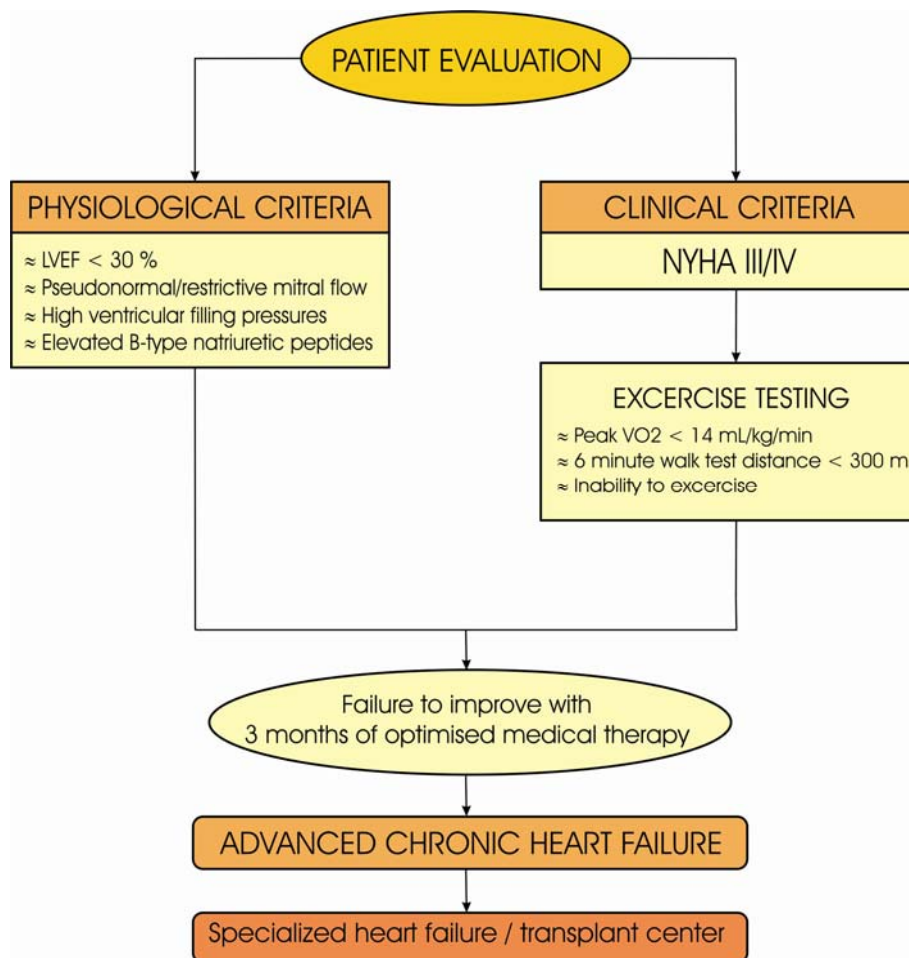 PATIENT EVALUATION
PHYSIOLOGICAL CRITERIA
≈ LVEF < 30 %
≈ Pseudonormal/restrictive mitral flow
≈ High ventricular filling pressures
≈ Elevated B-type natriuretic peptides
CLINICAL CRITERIA
NYHA III/IV
EXCERCISE TESTING
≈ Peak VO2 < 14 mL/kg/min
≈ 6 minute walk test distance < 300 m
≈ Inability to excercise
Failure to improve with
3 months of optimised medical therapy
ADVANCED CHRONIC HEART FAILURE
Specialized heart failure / transplant center